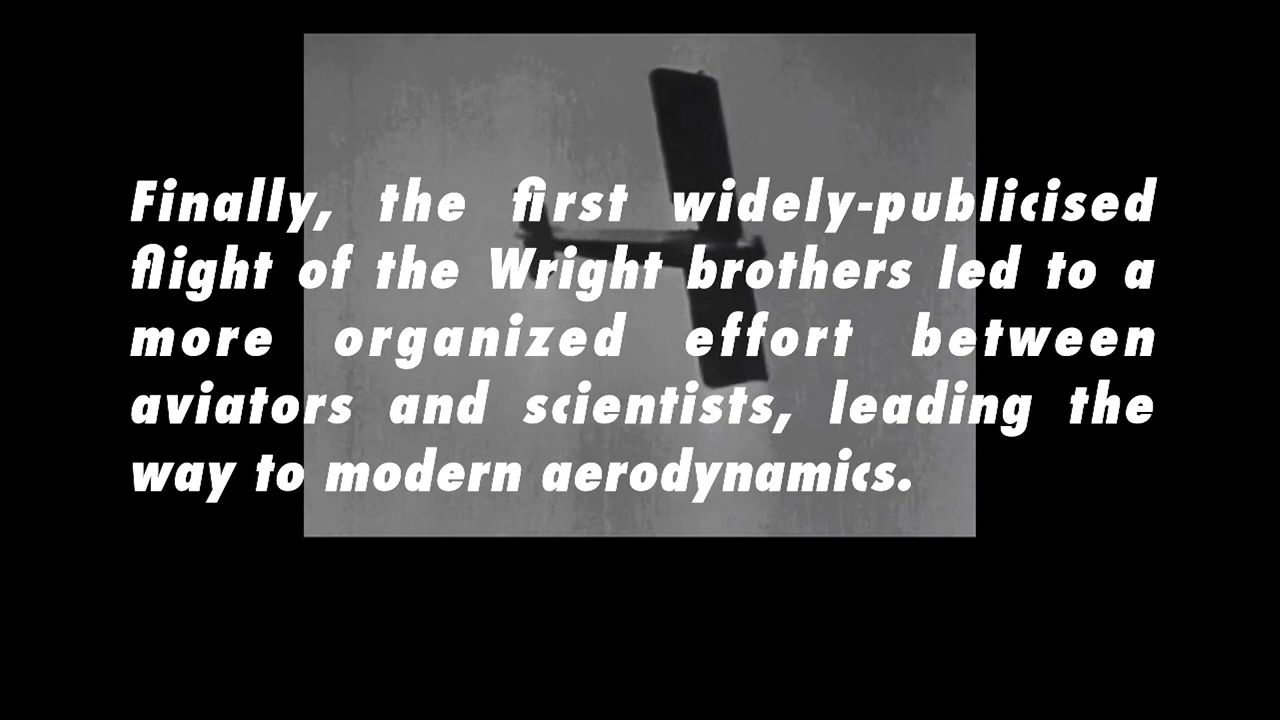 Finally, the first widely-publicised
flight of the Wright brothers led to a
more organized effort between
aviators and scientists, leading the
way to modern aerodynamics.